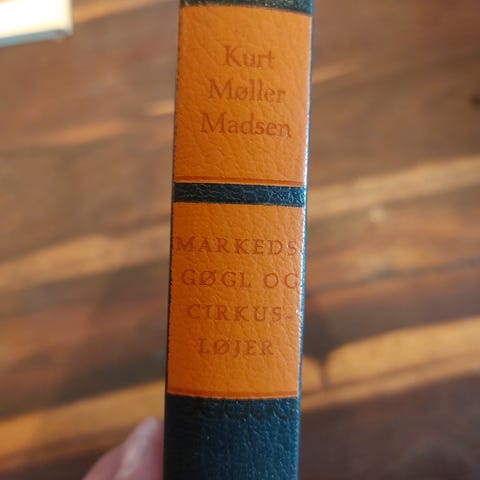 Kurt
Møller
Madsen
MARKEDS
GØGL OG
CIRKUS-
LØJER